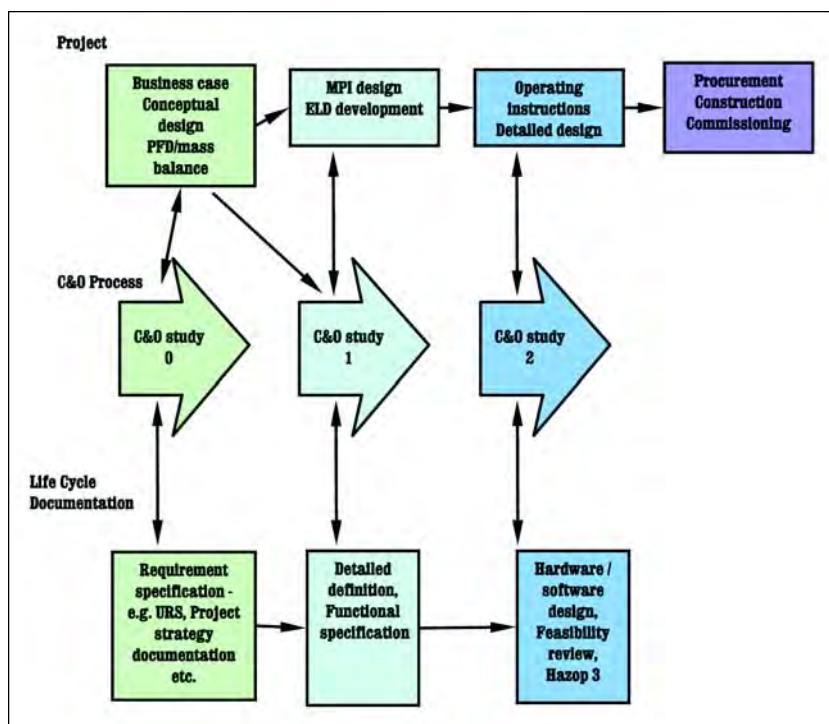 Project
Business case
Conceptual
design
PFD/mass
balance
MPI design
ELD development
Operating
instructions
Detailed design
Procurement
Construction
Commissioning
C&O Process
C&O study
0
C&O study
1
C&O study
2
Life Cycle
Documentation
Requirement
specification -
e.g. URS, Project
strategy
documentation
etc.
Detailed
definition,
Functional
specification
Hardware /
software
design,
Feasibility
review,
Hazop 3